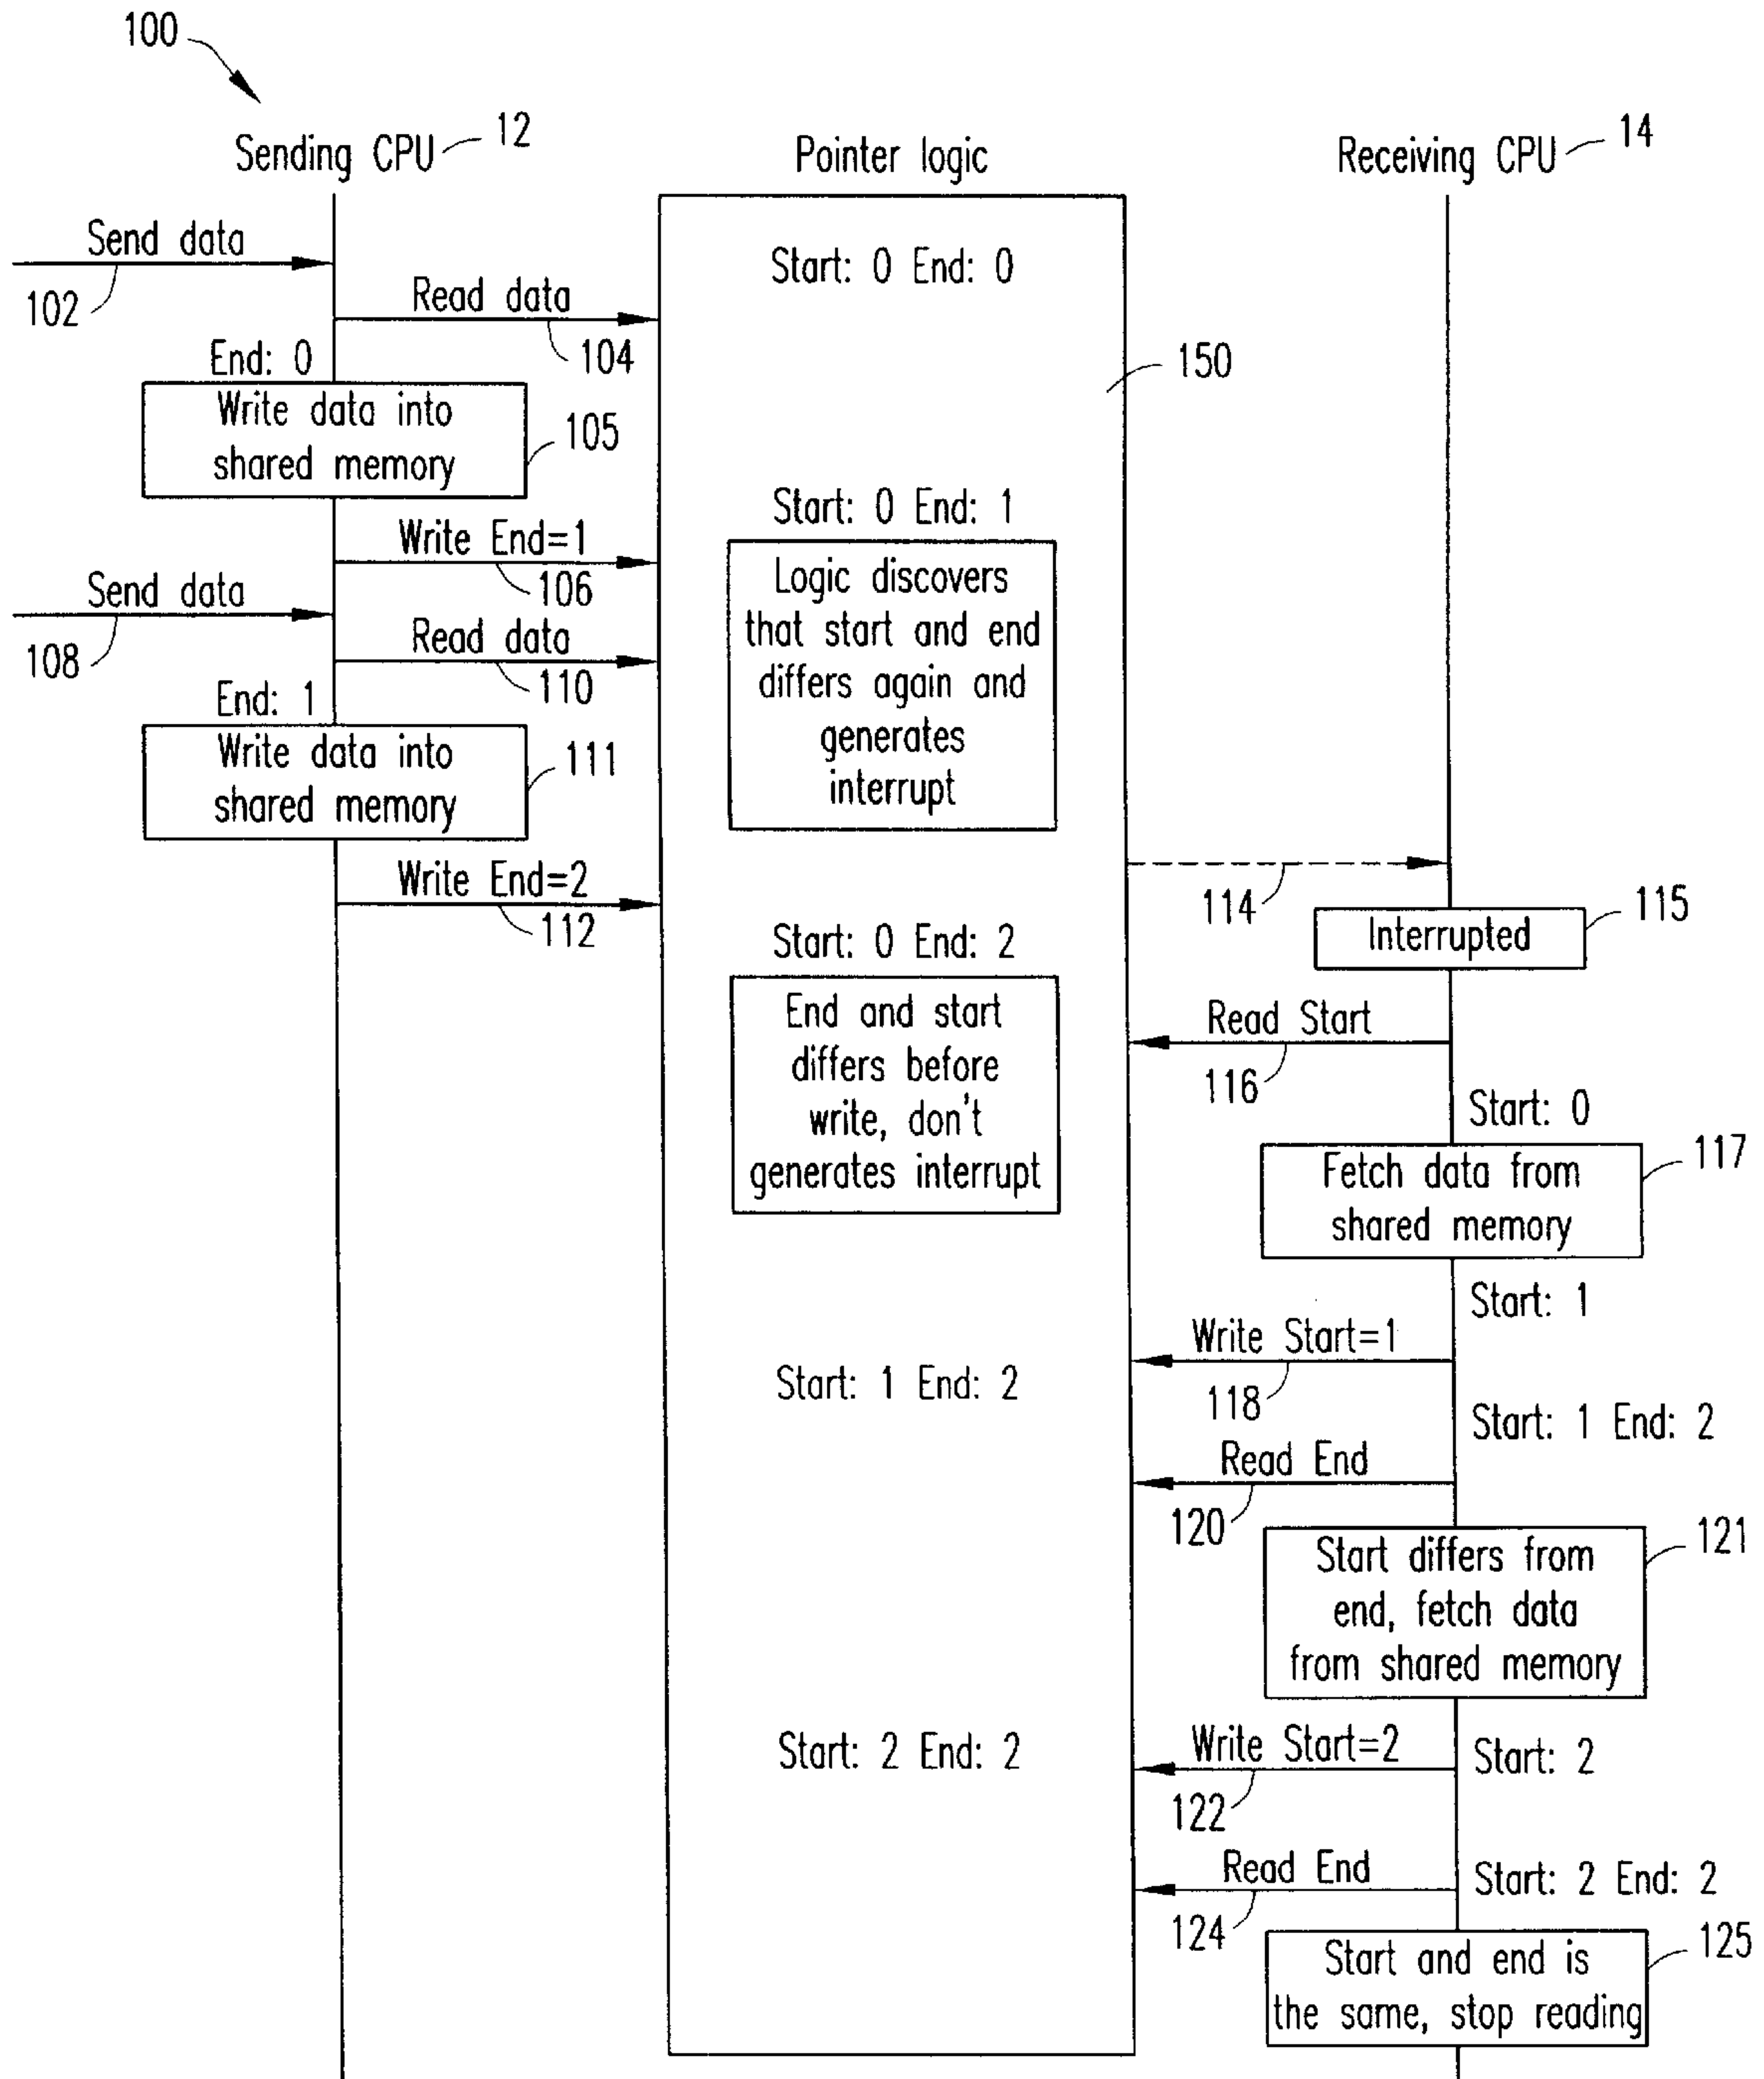 100
Sending CPU 12
Pointer logic
Receiving CPU 14
Send data
102
Start: 0 End: 0
Read data
104
End: 0
150
Write data into
shared memory
105
Start: 0 End: 1
Write End=1
106
Logic discovers
that start and end
differs again and
generates
interrupt
Send data
108
Read data
110
End: 1
Write data into
shared memory
111
114
Write End=2
112
115
Interrupted
Start: 0 End: 2
End and start
differs before
write, don't
generates interrupt
Read Start
116
Start: 0
117
Fetch data from
shared memory
Start: 1
Write Start=1
118
Start: 1 End: 2
Start: 1 End: 2
Read End
120
121
Start differs from
end, fetch data
from shared memory
Start: 2 End: 2
Write Start=2
122
Start: 2
Read End
124
Start: 2 End: 2
125
Start and end is
the same, stop reading